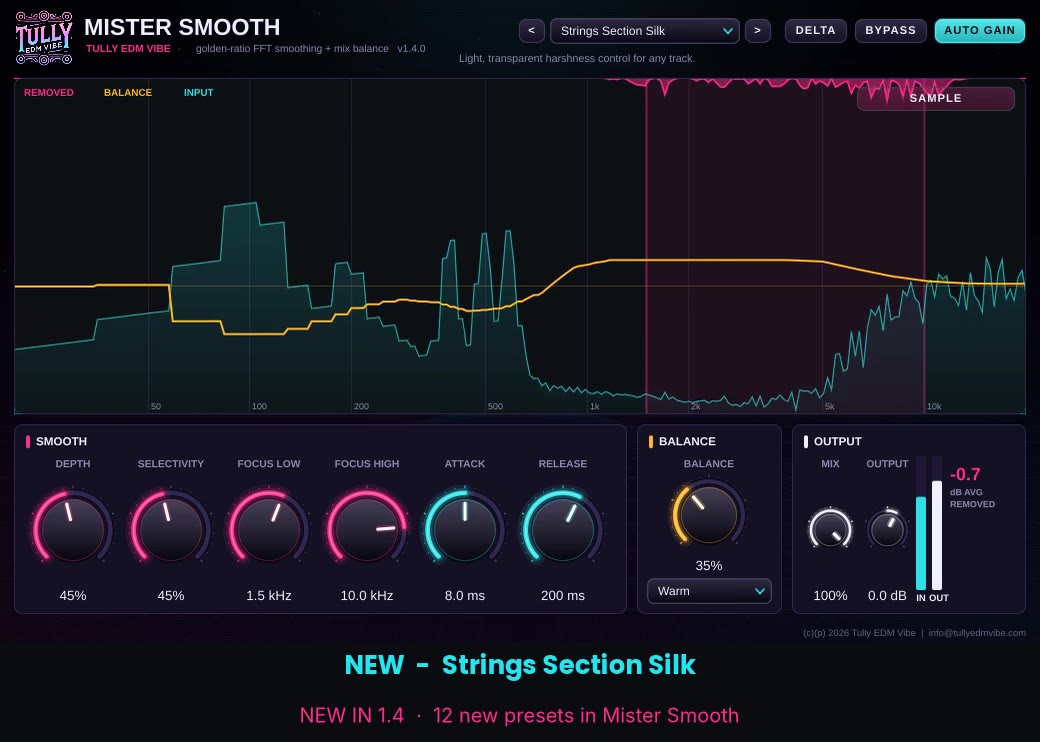 TULLY
EDM VIBE
MISTER SMOOTH
TULLY EDM VIBE · golden-ratio FFT smoothing + mix balance v1.4.0
< Strings Section Silk >
DELTA BYPASS AUTO GAIN
Light, transparent harshness control for any track.
REMOVED BALANCE INPUT
SAMPLE
50 100 200 500 1k 2k 5k 10k
SMOOTH
DEPTH SELECTIVITY FOCUS LOW FOCUS HIGH ATTACK RELEASE
45% 45% 1.5 kHz 10.0 kHz 8.0 ms 200 ms
BALANCE
BALANCE
35%
Warm
OUTPUT
MIX OUTPUT
-0.7
dB AVG
REMOVED
100% 0.0 dB IN OUT
(c)(p) 2026 Tully EDM Vibe | info@tullyedmvibe.com
NEW - Strings Section Silk
NEW IN 1.4 · 12 new presets in Mister Smooth